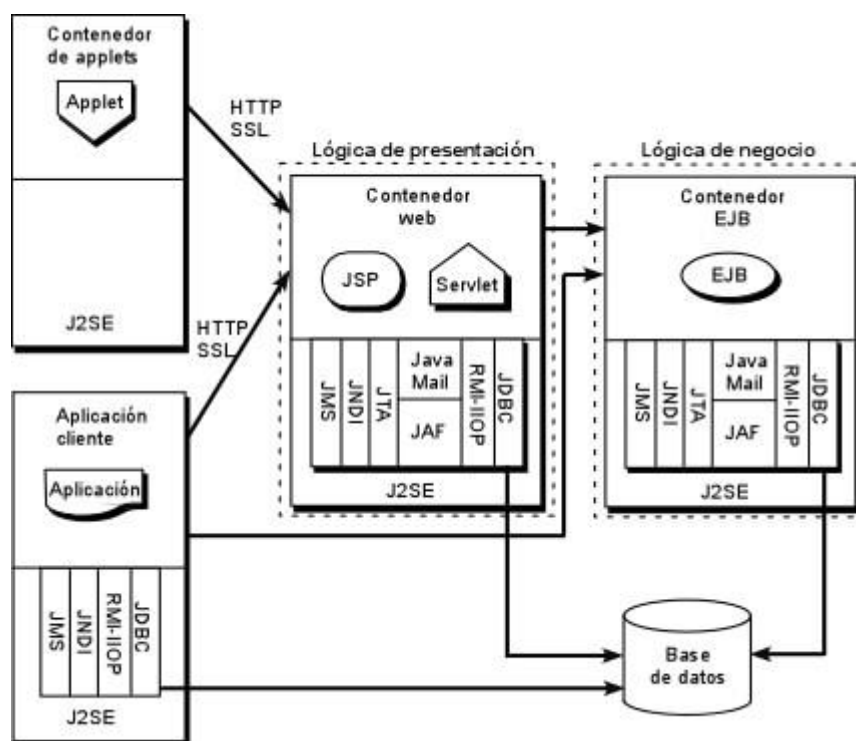 Contenedor
de applets
Applet
J2SE
HTTP
SSL
HTTP
SSL
Aplicación
cliente
Aplicación
JMS
JNDI
RMI-IIOP
JDBC
J2SE
Lógica de presentación
Contenedor
web
JSP
Servlet
JMS
JNDI
JTA
Java
Mail
JAF
RMI-IIOP
JDBC
J2SE
Lógica de negocio
Contenedor
EJB
EJB
JMS
JNDI
JTA
Java
Mail
JAF
RMI-IIOP
JDBC
J2SE
Base
de datos